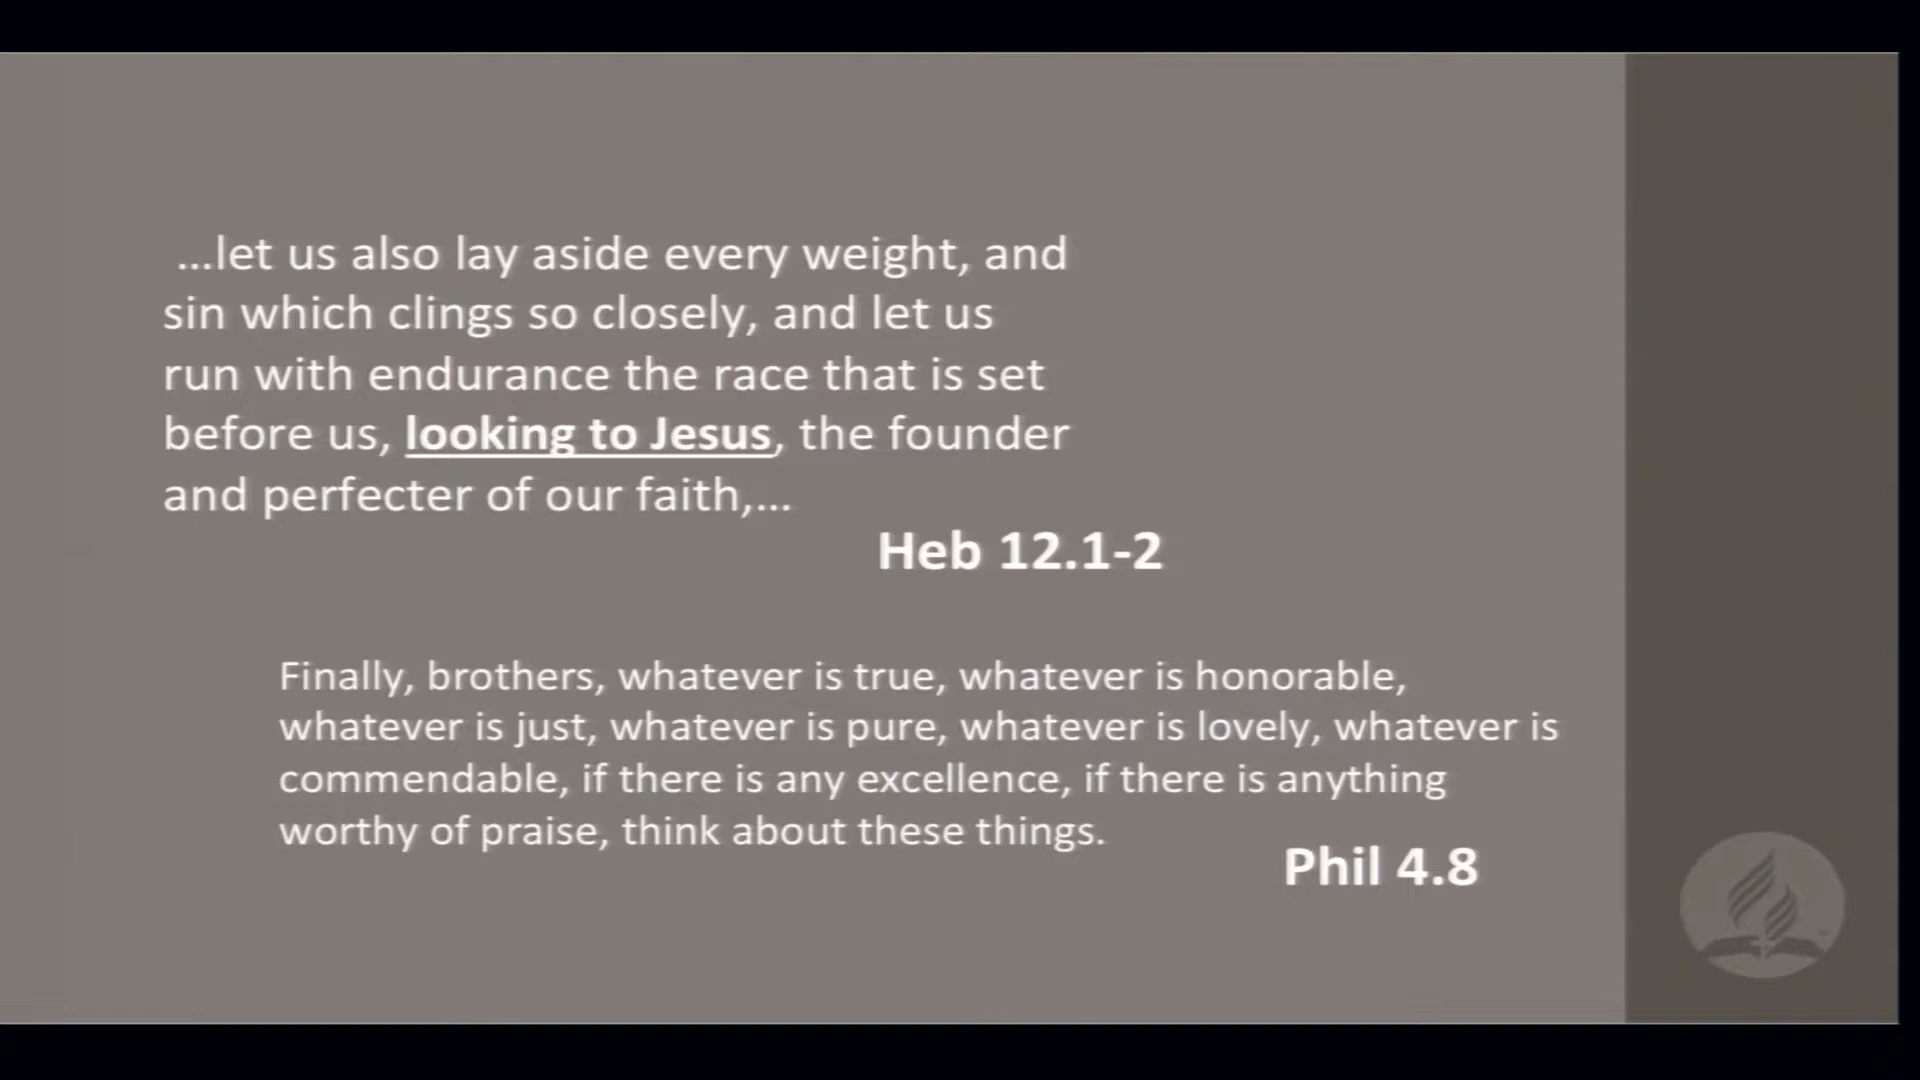 ...let us also lay aside every weight, and
sin which clings so closely, and let us
run with endurance the race that is set
before us, looking to Jesus, the founder
and perfecter of our faith,...
Heb 12.1-2
Finally, brothers, whatever is true, whatever is honorable,
whatever is just, whatever is pure, whatever is lovely, whatever is
commendable, if there is any excellence, if there is anything
worthy of praise, think about these things.
Phil 4.8